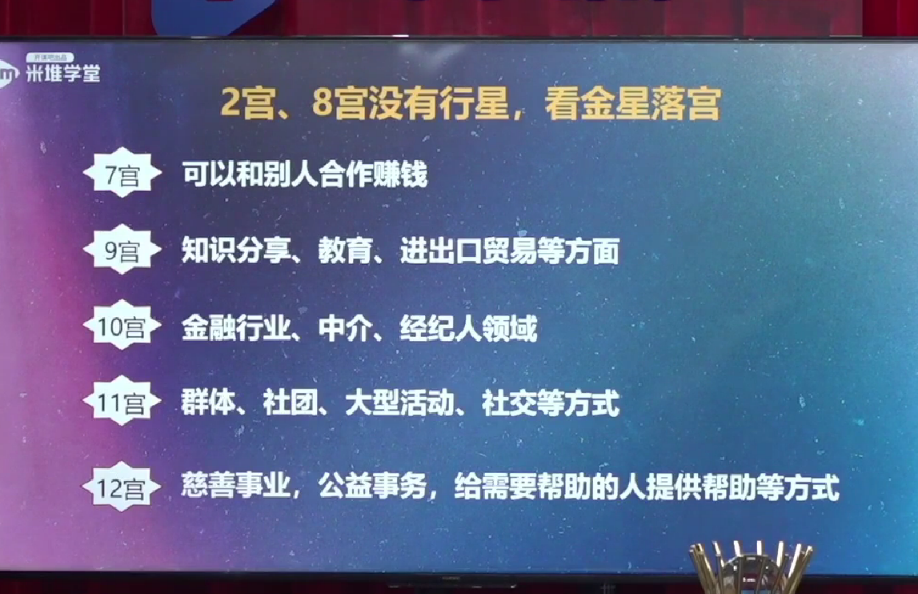 米堆学堂
2宫、8宫没有行星，看金星落宫
7宫 可以和别人合作赚钱
9宫 知识分享、教育、进出口贸易等方面
10宫 金融行业、中介、经纪人领域
11宫 群体、社团、大型活动、社交等方式
12宫 慈善事业，公益事务，给需要帮助的人提供帮助等方式